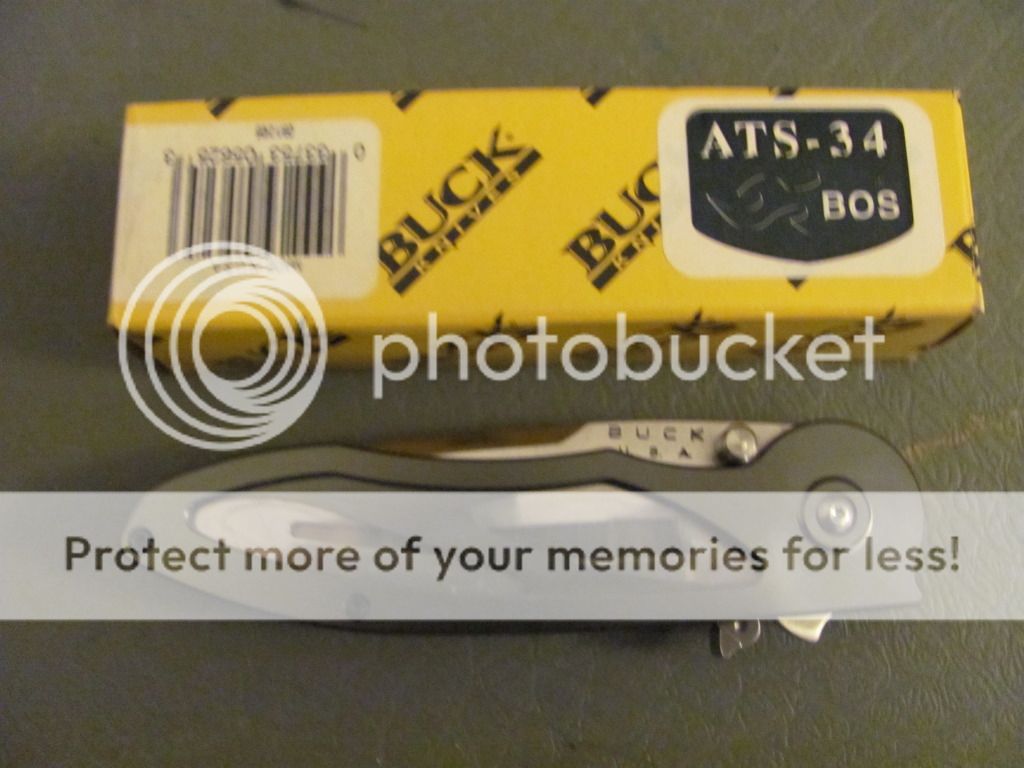 BUCK
KNIVES
BUCK
ATS-34
BOS
photobucket
BUCK
U.S.A.
Protect more of your memories for less!